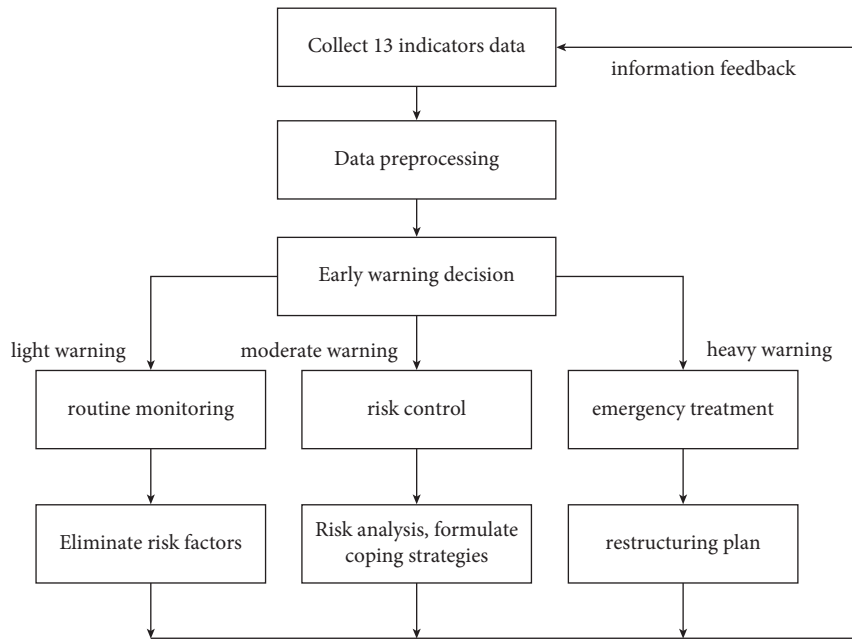 Collect 13 indicators data
information feedback
Data preprocessing
Early warning decision
light warning
moderate warning
heavy warning
routine monitoring
risk control
emergency treatment
Eliminate risk factors
Risk analysis, formulate
coping strategies
restructuring plan